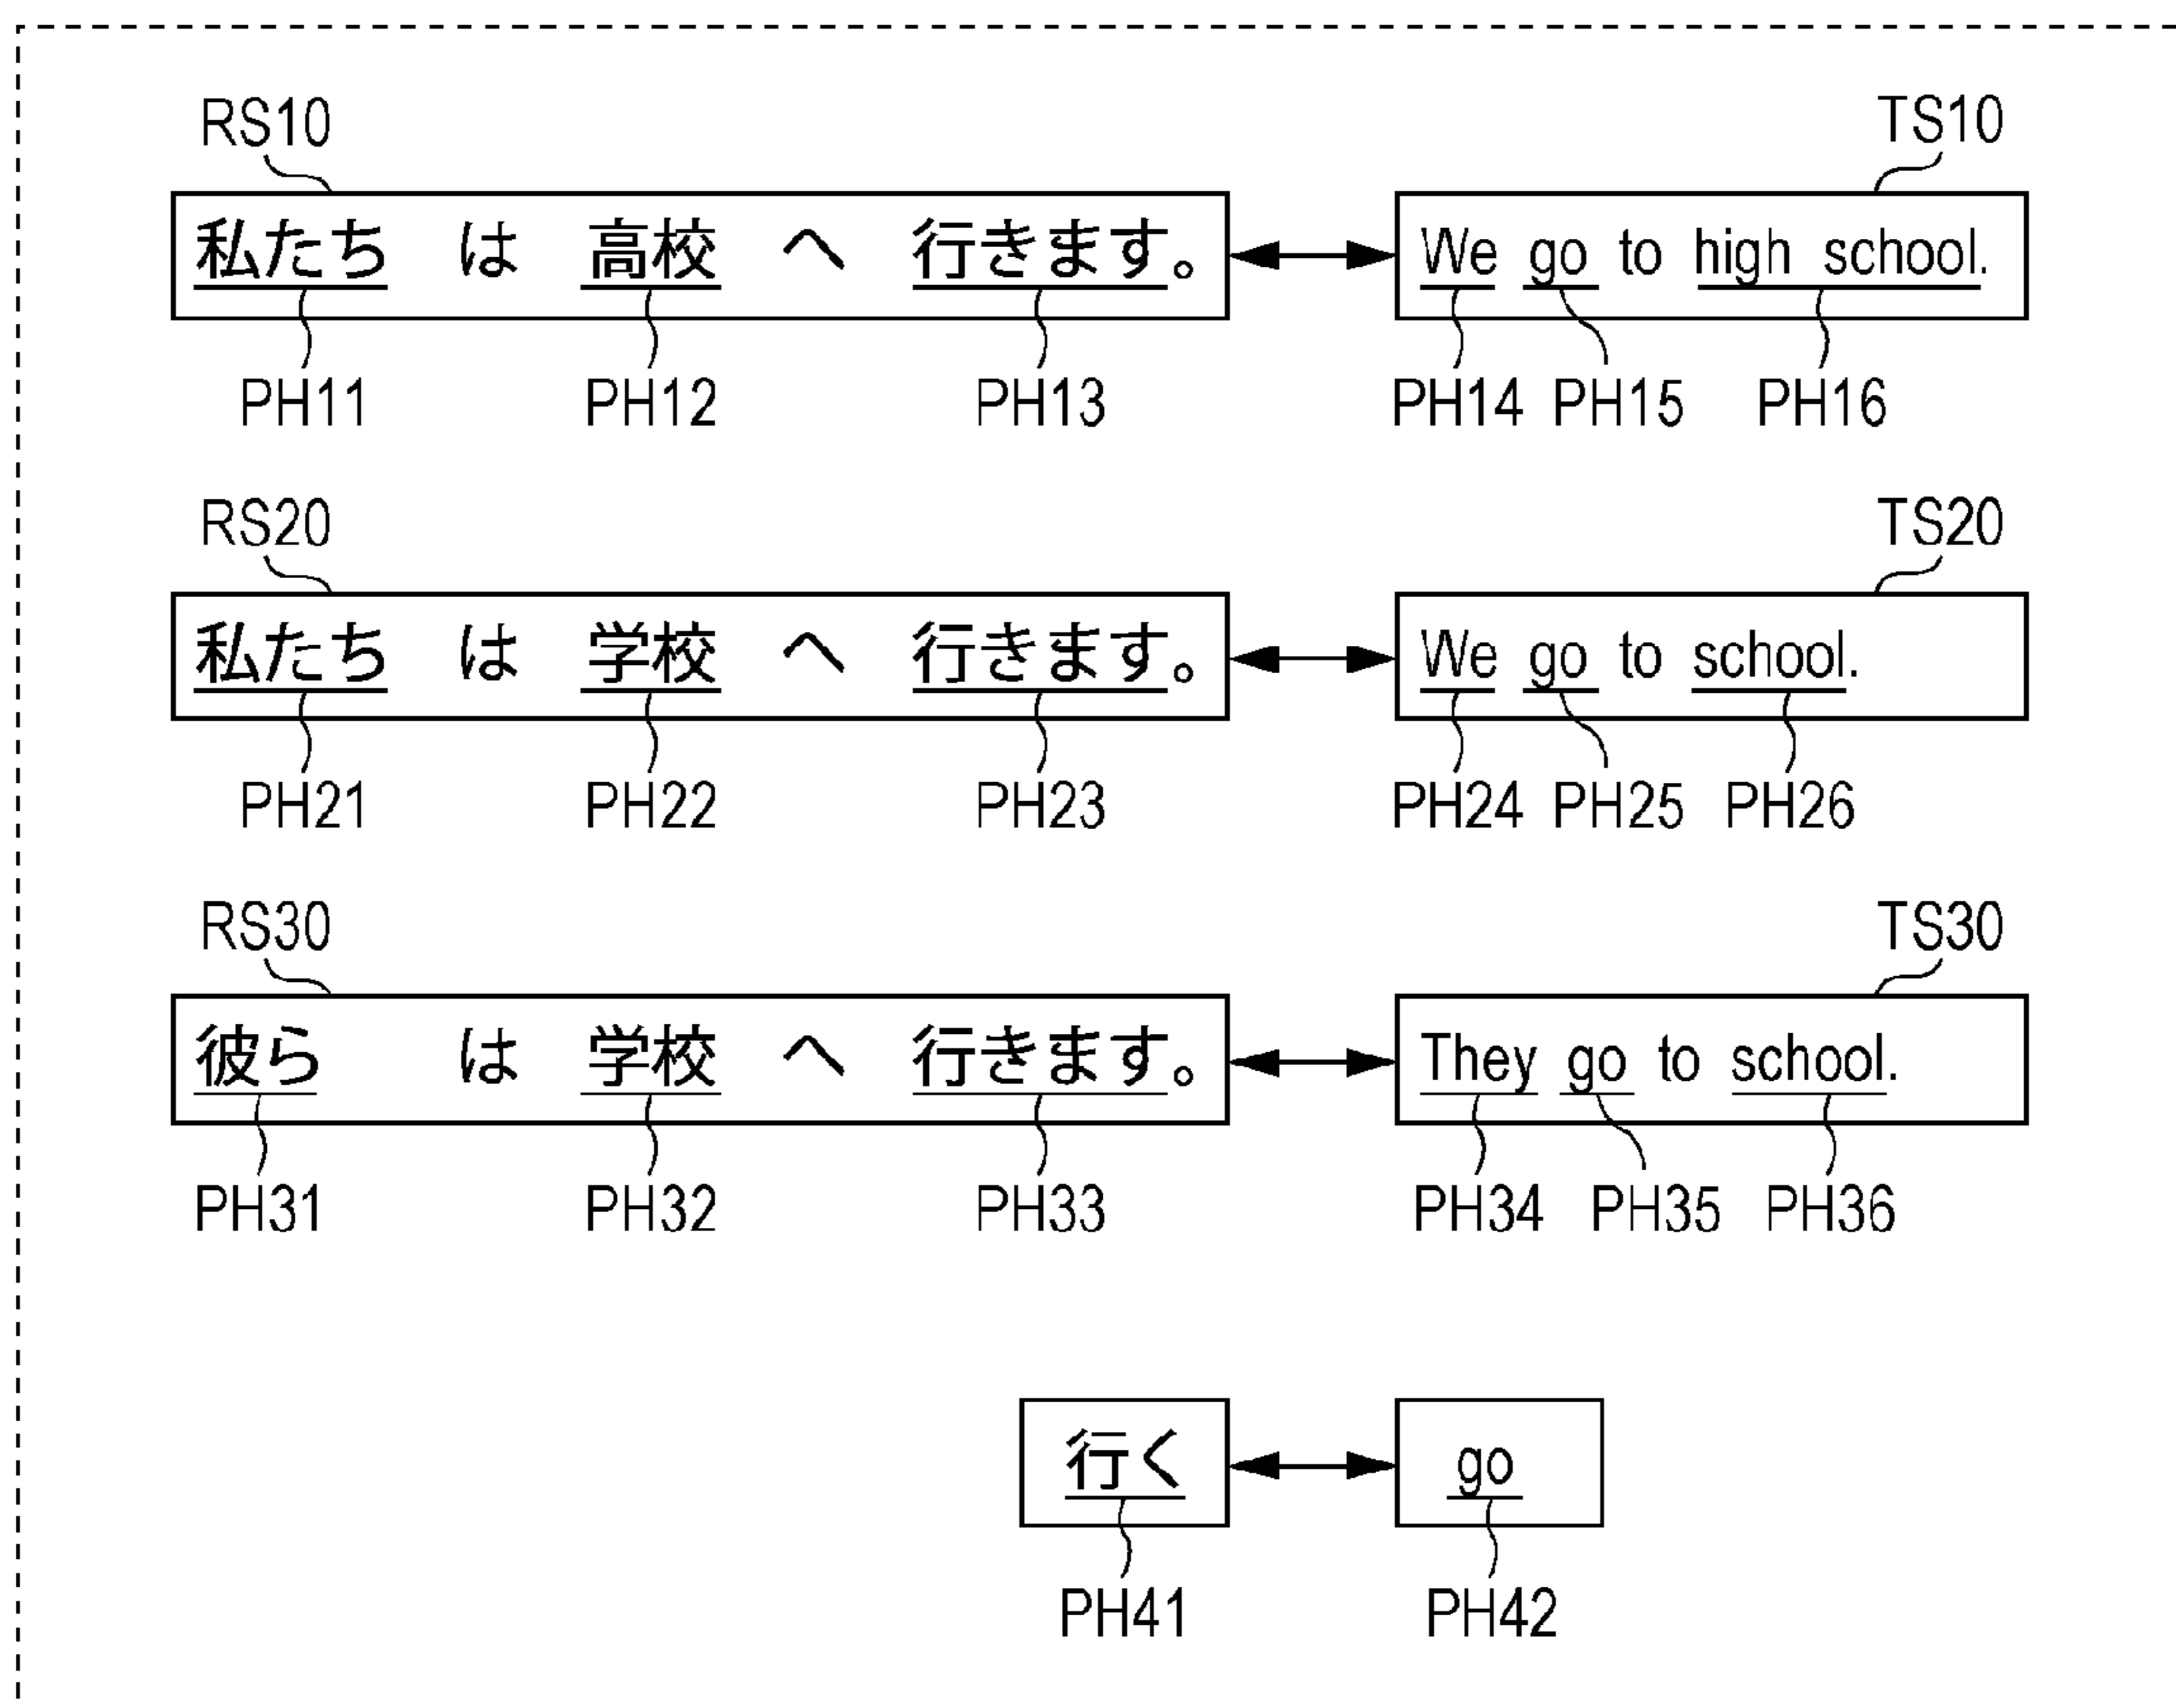 RS10 TS10
私たち は 高校 へ 行きます。 We go to high school.
PH11 PH12 PH13 PH14 PH15 PH16
RS20 TS20
私たち は 学校 へ 行きます。 We go to school.
PH21 PH22 PH23 PH24 PH25 PH26
RS30 TS30
彼ら は 学校 へ 行きます。 They go to school.
PH31 PH32 PH33 PH34 PH35 PH36
行く go
PH41 PH42